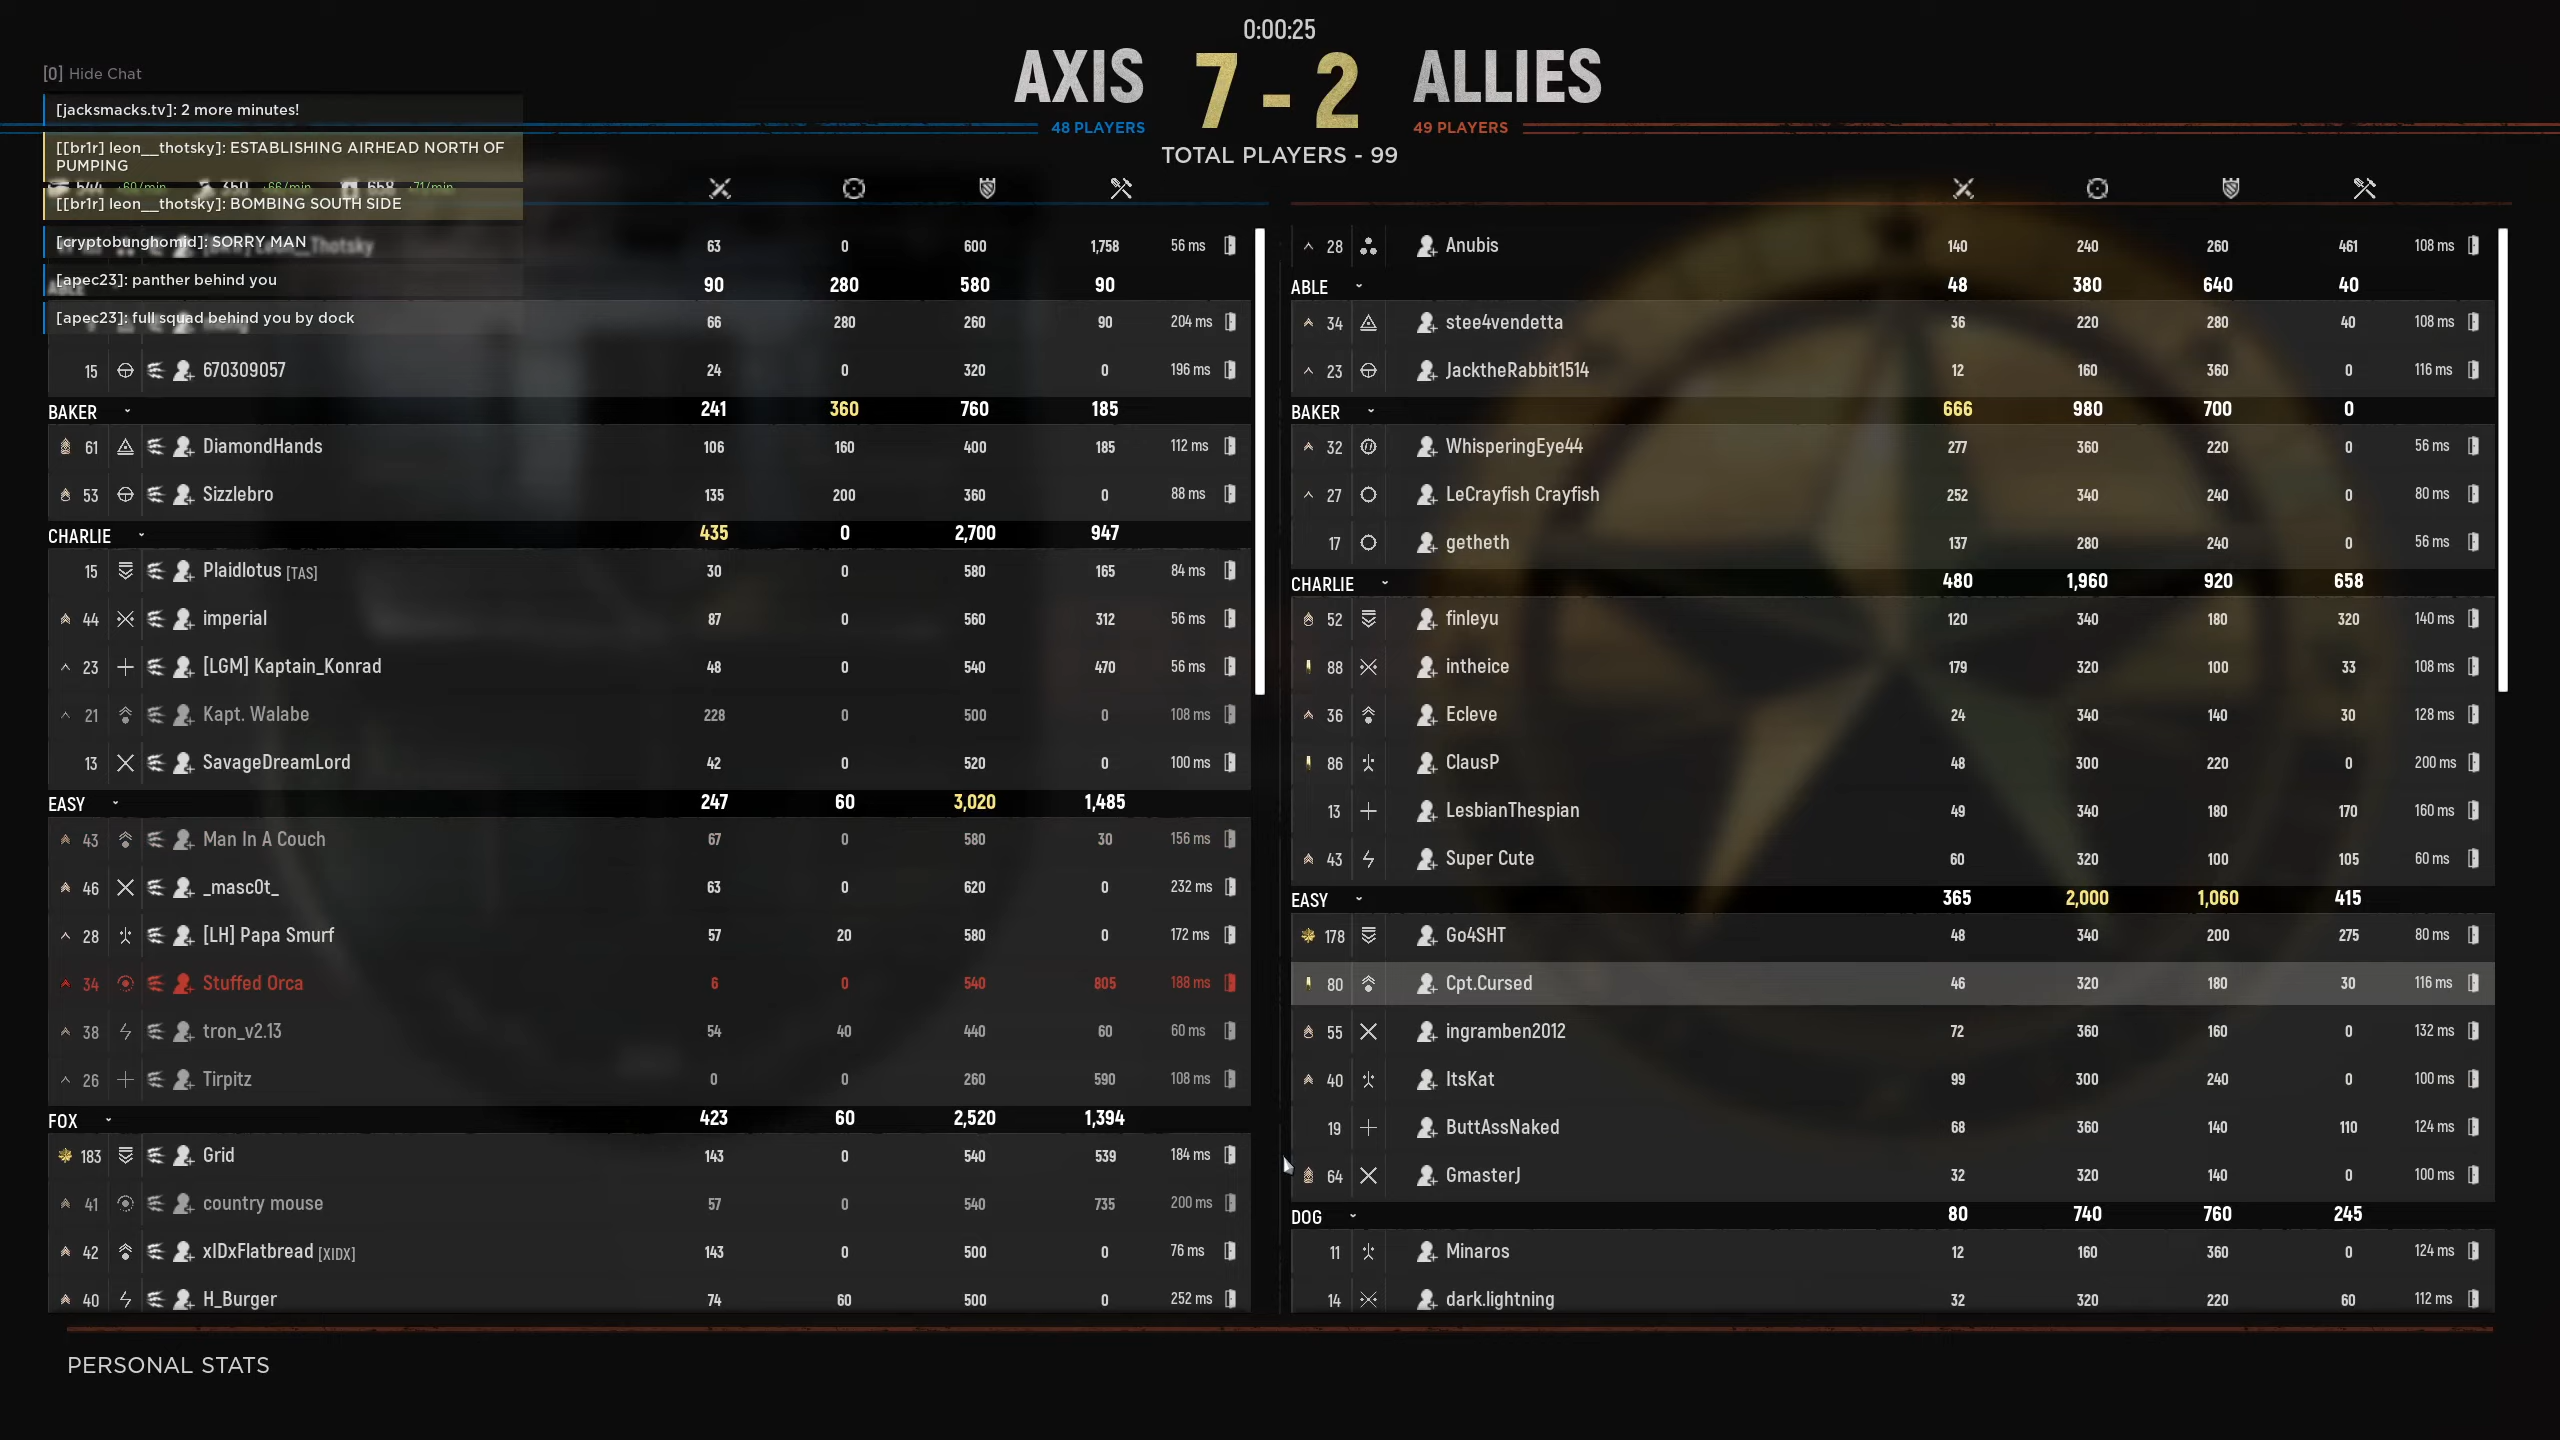 0:00:25
AXIS 7 - 2 ALLIES
48 PLAYERS 49 PLAYERS
TOTAL PLAYERS - 99
[O] Hide Chat
[jacksmacks.tv]: 2 more minutes!
[[br1r] leon__thotsky]: ESTABLISHING AIRHEAD NORTH OF
PUMPING
544 +60/min 350 +66/min 658 +71/min
[[br1r] leon__thotsky]: BOMBING SOUTH SIDE
[cryptobunghomid]: SORRY MAN
[apec23]: panther behind you
[apec23]: full squad behind you by dock
Thotsky 63 0 600 1,758 56 ms
ABLE 90 280 580 90
66 280 260 90 204 ms
15 670309057 24 0 320 0 196 ms
BAKER 241 360 760 185
61 DiamondHands 106 160 400 185 112 ms
53 Sizzlebro 135 200 360 0 88 ms
CHARLIE 435 0 2,700 947
15 Plaidlotus [TAS] 30 0 580 165 84 ms
44 imperial 87 0 560 312 56 ms
23 [LGM] Kaptain_Konrad 48 0 540 470 56 ms
21 Kapt. Walabe 228 0 500 0 108 ms
13 SavageDreamLord 42 0 520 0 100 ms
EASY 247 60 3,020 1,485
43 Man In A Couch 67 0 580 30 156 ms
46 _masc0t_ 63 0 620 0 232 ms
28 [LH] Papa Smurf 57 20 580 0 172 ms
34 Stuffed Orca 6 0 540 805 188 ms
38 tron_v2.13 54 40 440 60 60 ms
26 Tirpitz 0 0 260 590 108 ms
FOX 423 60 2,520 1,394
183 Grid 143 0 540 539 184 ms
41 country mouse 57 0 540 735 200 ms
42 xIDxFlatbread [XIDX] 143 0 500 0 76 ms
40 H_Burger 74 60 500 0 252 ms
28 Anubis 140 240 260 461 108 ms
ABLE 48 380 640 40
34 stee4vendetta 36 220 280 40 108 ms
23 JacktheRabbit1514 12 160 360 0 116 ms
BAKER 666 980 700 0
32 WhisperingEye44 277 360 220 0 56 ms
27 LeCrayfish Crayfish 252 340 240 0 80 ms
17 getheth 137 280 240 0 56 ms
CHARLIE 480 1,960 920 658
52 finleyu 120 340 180 320 140 ms
88 intheice 179 320 100 33 108 ms
36 Ecleve 24 340 140 30 128 ms
86 ClausP 48 300 220 0 200 ms
13 LesbianThespian 49 340 180 170 160 ms
43 Super Cute 60 320 100 105 60 ms
EASY 365 2,000 1,060 415
178 Go4SHT 48 340 200 275 80 ms
80 Cpt.Cursed 46 320 180 30 116 ms
55 ingramben2012 72 360 160 0 132 ms
40 ItsKat 99 300 240 0 100 ms
19 ButtAssNaked 68 360 140 110 124 ms
64 GmasterJ 32 320 140 0 100 ms
DOG 80 740 760 245
11 Minaros 12 160 360 0 124 ms
14 dark.lightning 32 320 220 60 112 ms
PERSONAL STATS